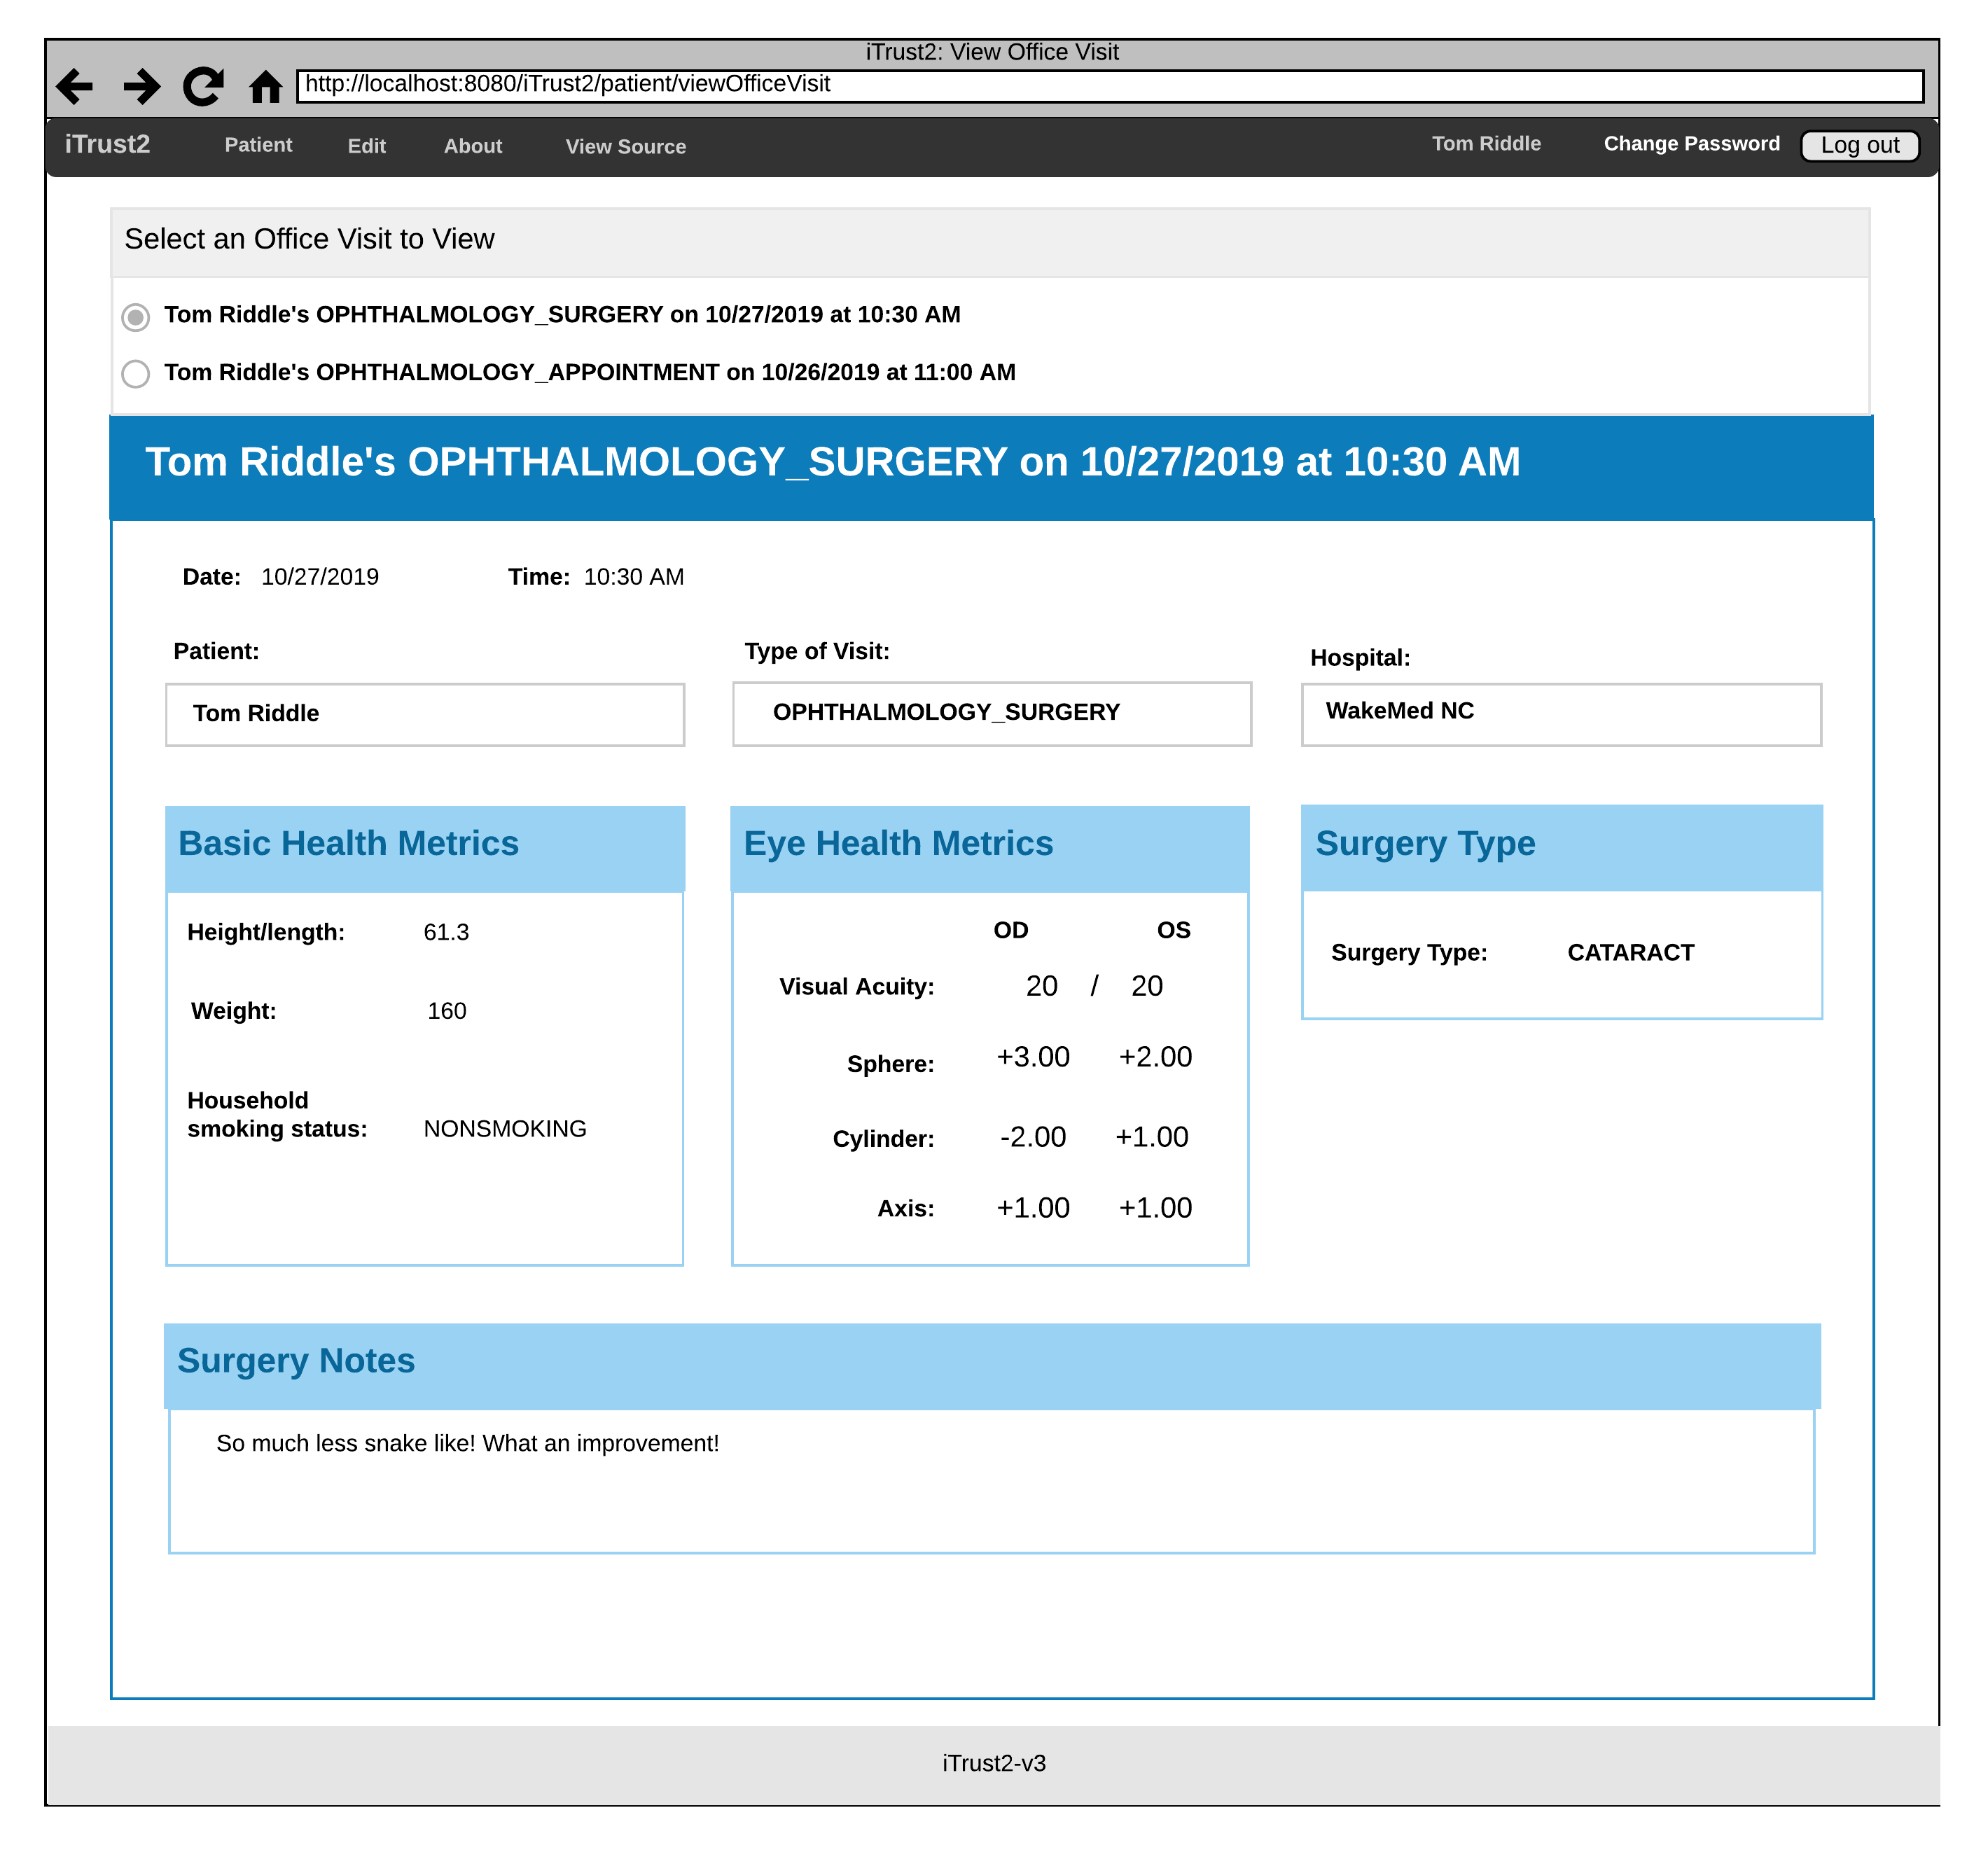 iTrust2: View Office Visit
http://localhost:8080/iTrust2/patient/viewOfficeVisit
iTrust2 Patient Edit About View Source Tom Riddle Change Password Log out
Select an Office Visit to View
Tom Riddle's OPHTHALMOLOGY_SURGERY on 10/27/2019 at 10:30 AM
Tom Riddle's OPHTHALMOLOGY_APPOINTMENT on 10/26/2019 at 11:00 AM
Tom Riddle's OPHTHALMOLOGY_SURGERY on 10/27/2019 at 10:30 AM
Date: 10/27/2019 Time: 10:30 AM
Patient:
Tom Riddle
Type of Visit:
OPHTHALMOLOGY_SURGERY
Hospital:
WakeMed NC
Basic Health Metrics
Height/length: 61.3
Weight: 160
Household
smoking status: NONSMOKING
Eye Health Metrics
OD OS
Visual Acuity: 20 / 20
Sphere: +3.00 +2.00
Cylinder: -2.00 +1.00
Axis: +1.00 +1.00
Surgery Type
Surgery Type: CATARACT
Surgery Notes
So much less snake like! What an improvement!
iTrust2-v3